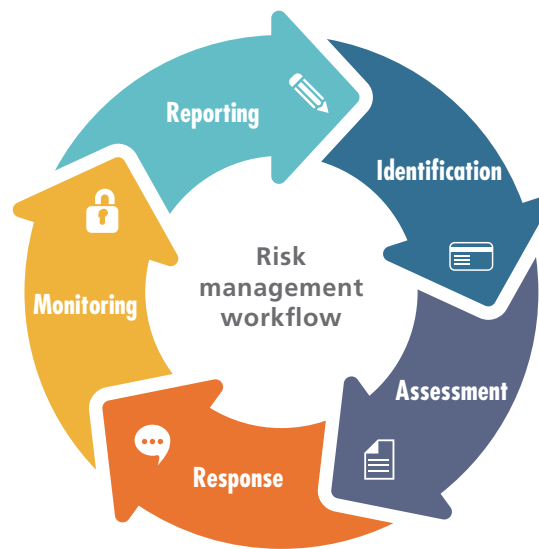 Reporting
Identification
Risk
management
workflow
Monitoring
Assessment
Response